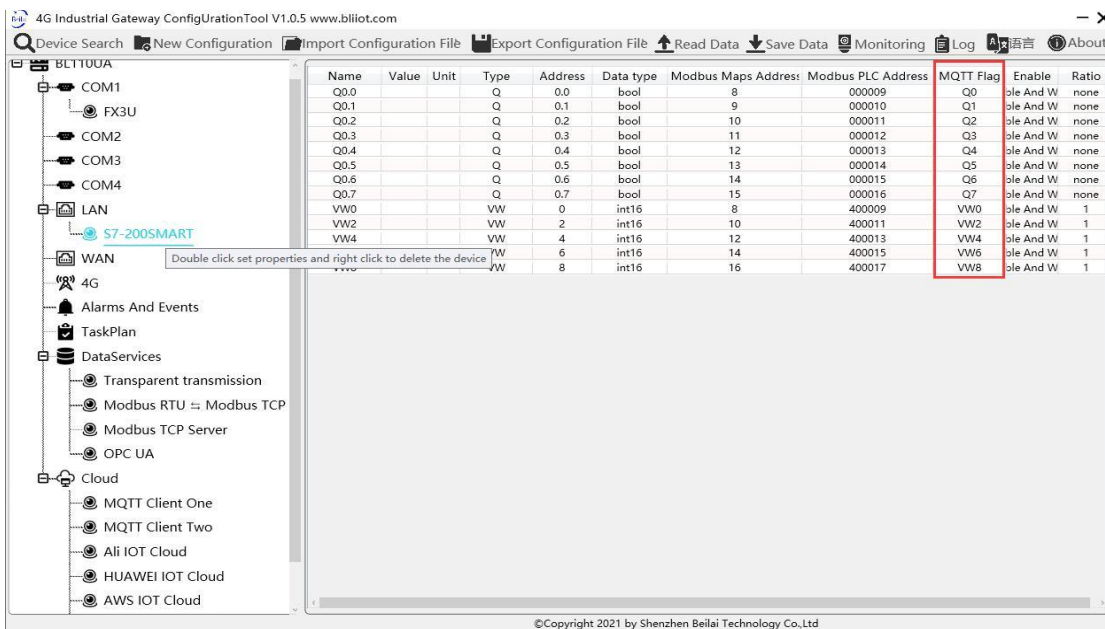 4G Industrial Gateway ConfigUrationTool V1.0.5 www.bliiot.com
Device Search New Configuration Import Configuration File Export Configuration File Read Data Save Data Monitoring Log 语言 About
BL110UA
COM1
FX3U
COM2
COM3
COM4
LAN
S7-200SMART
WAN
4G
Alarms And Events
TaskPlan
DataServices
Transparent transmission
Modbus RTU ⇆ Modbus TCP
Modbus TCP Server
OPC UA
Cloud
MQTT Client One
MQTT Client Two
Ali IOT Cloud
HUAWEI IOT Cloud
AWS IOT Cloud
Double click set properties and right click to delete the device
Name Value Unit Type Address Data type Modbus Maps Address Modbus PLC Address MQTT Flag Enable Ratio
Q0.0 Q 0.0 bool 8 000009 Q0 ble And W none
Q0.1 Q 0.1 bool 9 000010 Q1 ble And W none
Q0.2 Q 0.2 bool 10 000011 Q2 ble And W none
Q0.3 Q 0.3 bool 11 000012 Q3 ble And W none
Q0.4 Q 0.4 bool 12 000013 Q4 ble And W none
Q0.5 Q 0.5 bool 13 000014 Q5 ble And W none
Q0.6 Q 0.6 bool 14 000015 Q6 ble And W none
Q0.7 Q 0.7 bool 15 000016 Q7 ble And W none
VW0 VW 0 int16 8 400009 VW0 ble And W 1
VW2 VW 2 int16 10 400011 VW2 ble And W 1
VW4 VW 4 int16 12 400013 VW4 ble And W 1
VW 6 int16 14 400015 VW6 ble And W 1
VW 8 int16 16 400017 VW8 ble And W 1
©Copyright 2021 by Shenzhen Beilai Technology Co.,Ltd